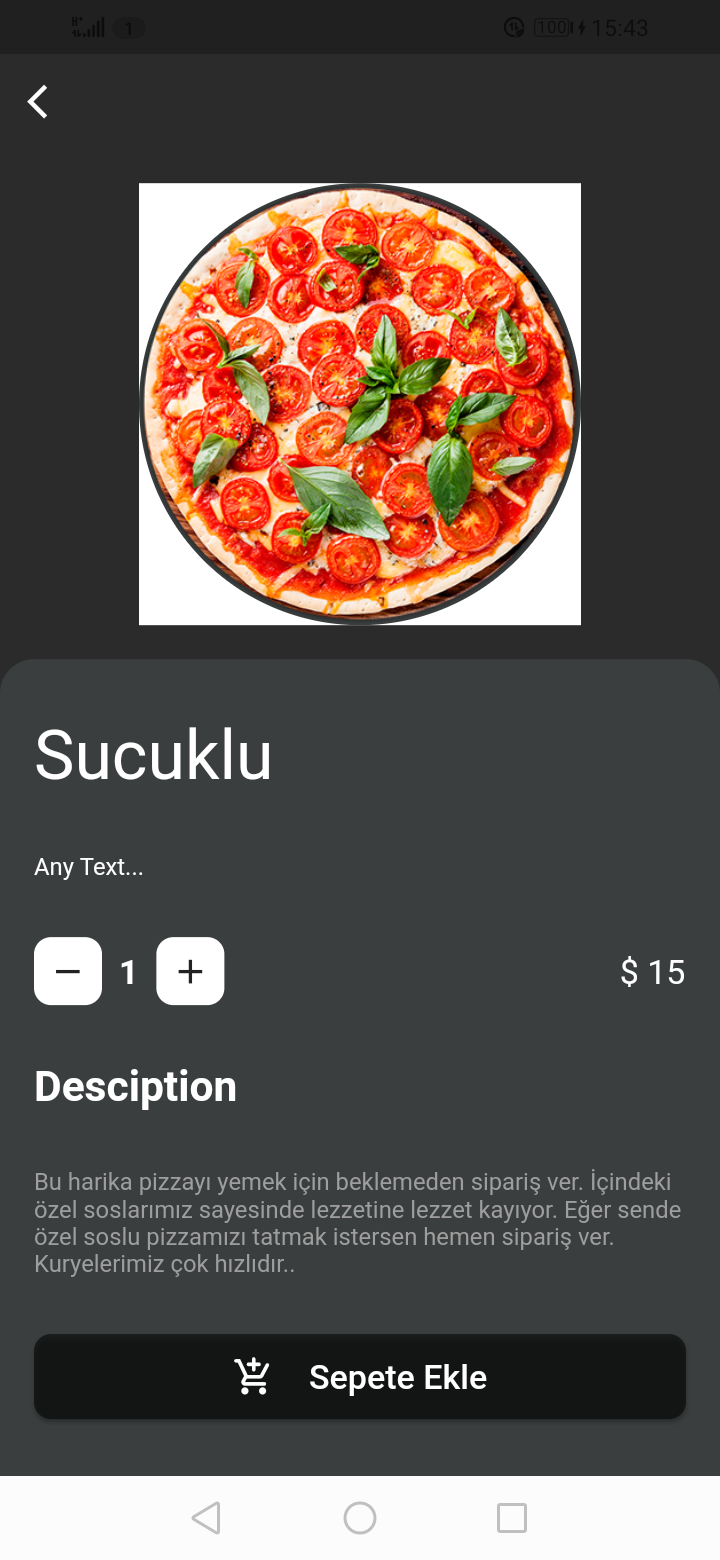 1 100 15:43
Sucuklu
Any Text...
1 $ 15
Desciption
Bu harika pizzayı yemek için beklemeden sipariş ver. İçindeki
özel soslarımız sayesinde lezzetine lezzet kayıyor. Eğer sende
özel soslu pizzamızı tatmak istersen hemen sipariş ver.
Kuryelerimiz çok hızlıdır..
Sepete Ekle